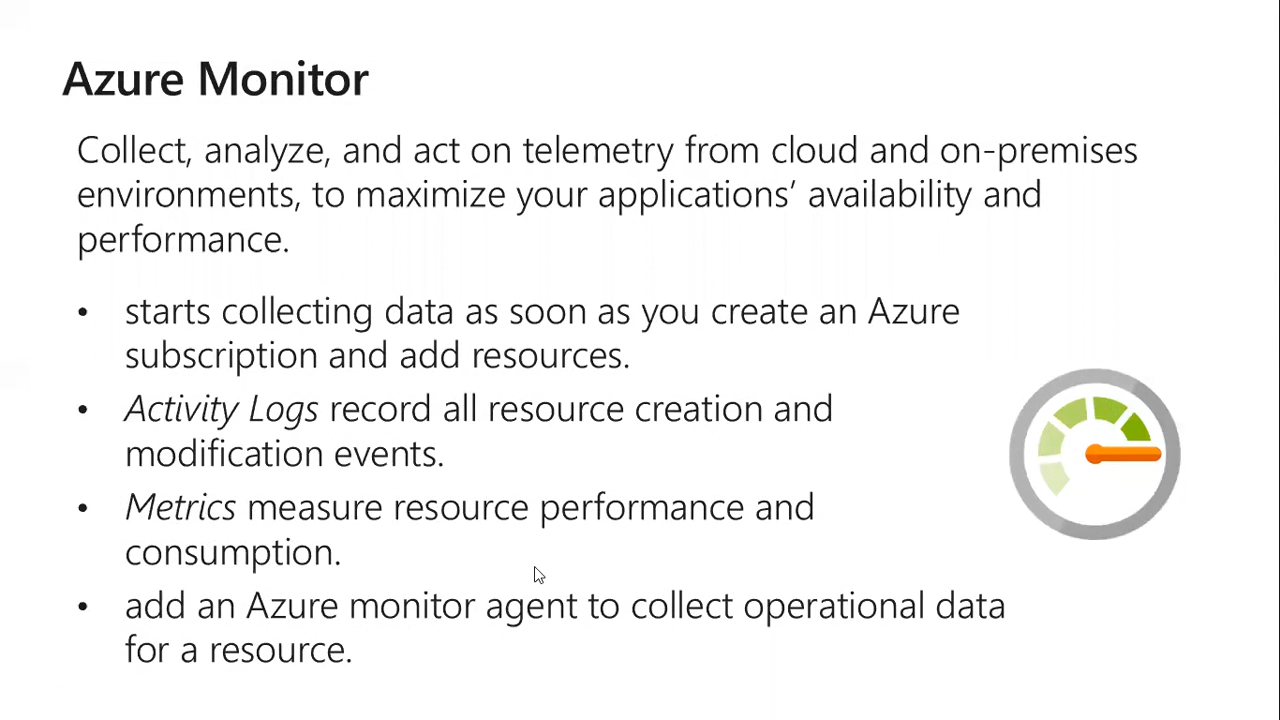 Azure Monitor
Collect, analyze, and act on telemetry from cloud and on-premises
environments, to maximize your applications’ availability and
performance.
• starts collecting data as soon as you create an Azure
subscription and add resources.
• Activity Logs record all resource creation and
modification events.
• Metrics measure resource performance and
consumption.
• add an Azure monitor agent to collect operational data
for a resource.